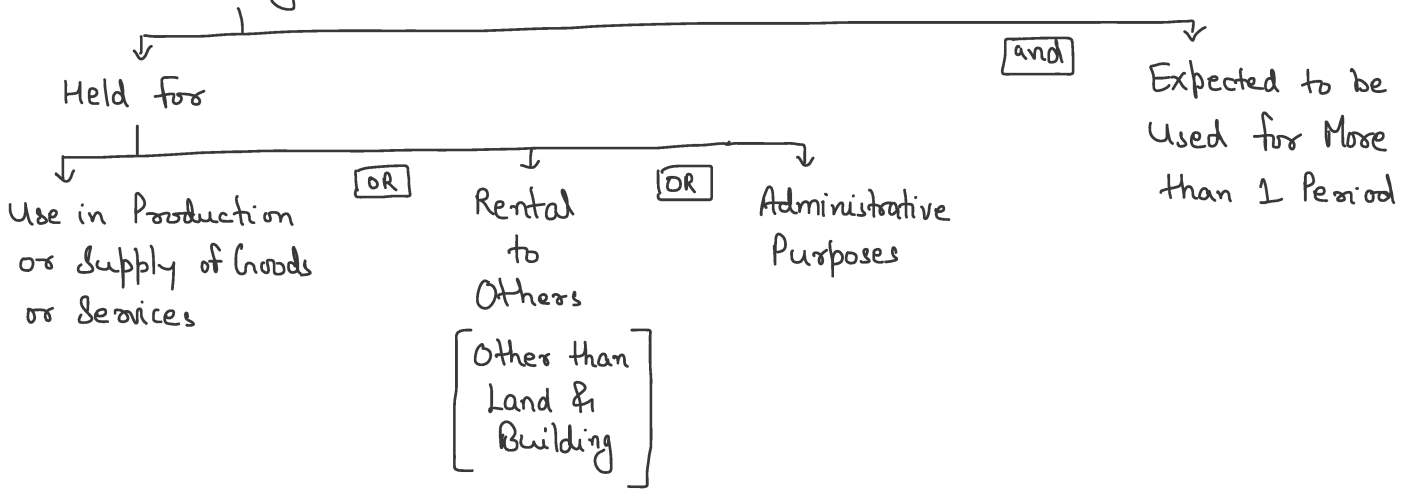 and
Held for
Expected to be
Used for More
than 1 Period
OR
OR
Use in Production
or Supply of Goods
or Services
Rental
to
Others
[Other than
Land &
Building]
Administrative
Purposes